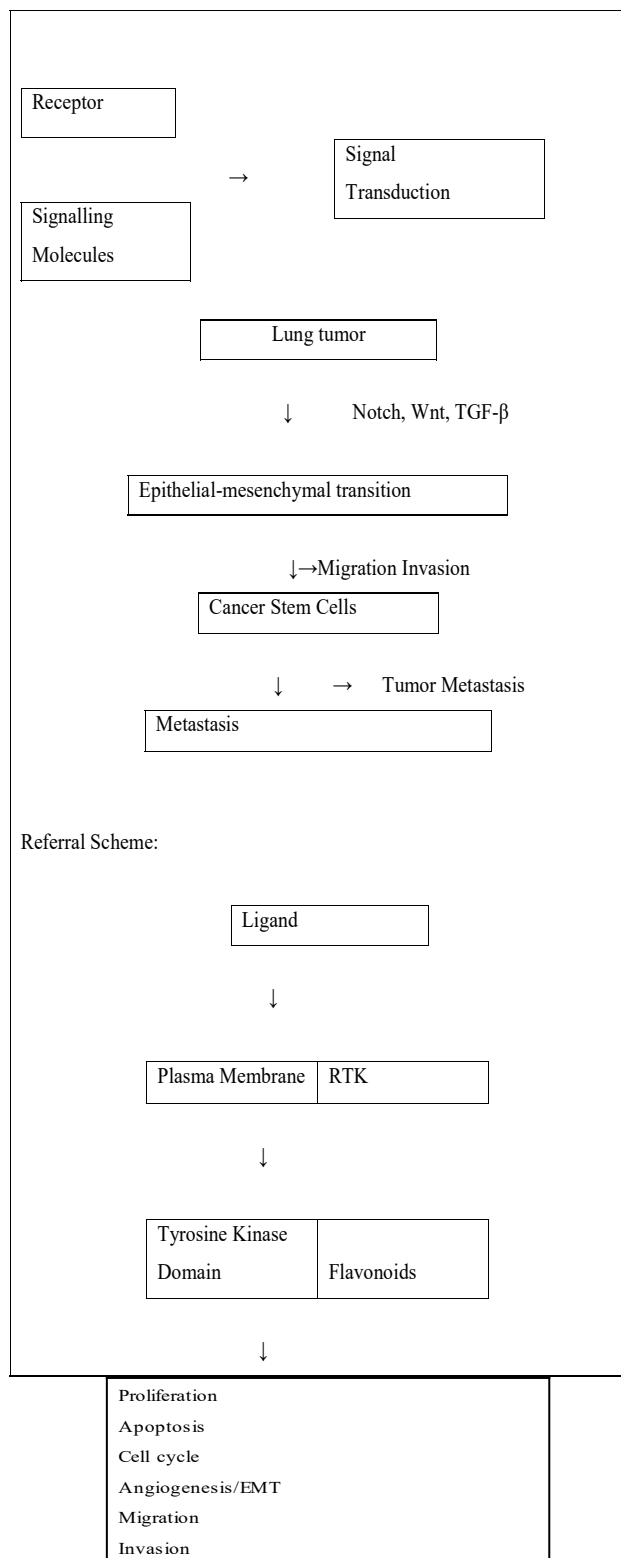 Receptor
→
Signal
Transduction
Signalling
Molecules
Lung tumor
↓ Notch, Wnt, TGF-β
Epithelial-mesenchymal transition
↓→Migration Invasion
Cancer Stem Cells
↓ → Tumor Metastasis
Metastasis
Referral Scheme:
Ligand
↓
Plasma Membrane RTK
↓
Tyrosine Kinase
Domain Flavonoids
↓
Proliferation
Apoptosis
Cell cycle
Angiogenesis/EMT
Migration
Invasion